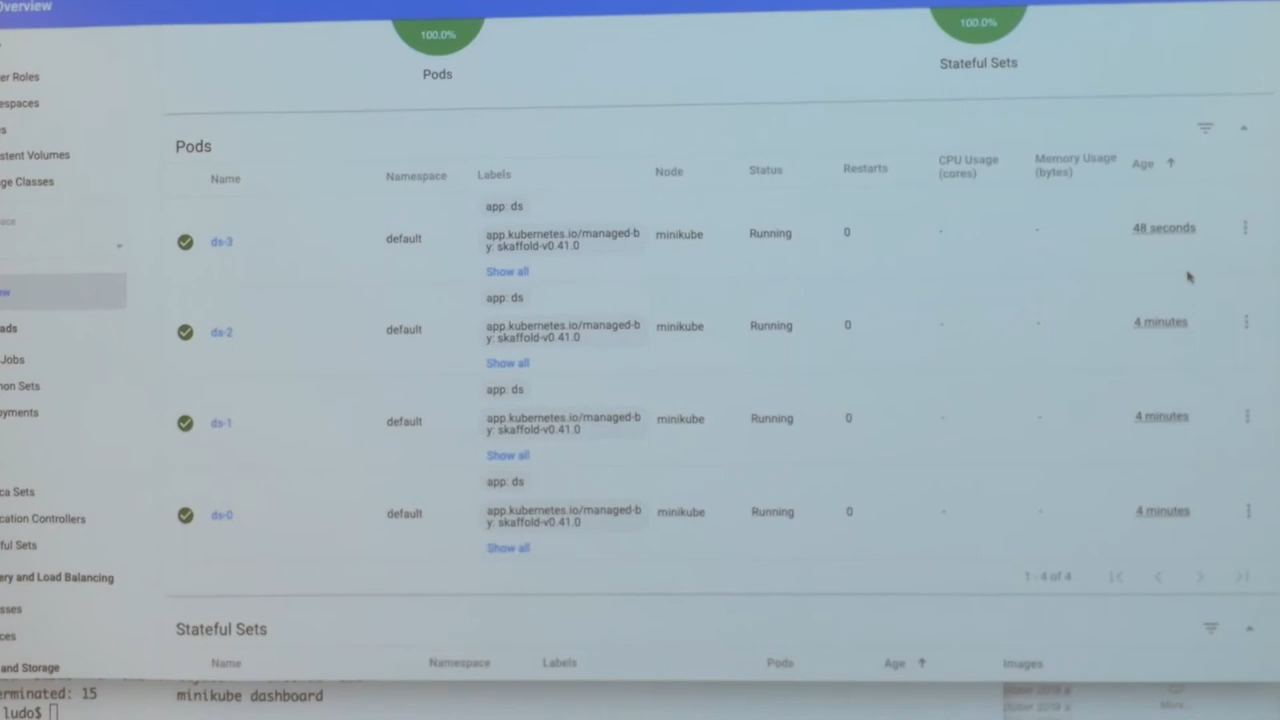 Overview
100.0%
100.0%
Pods
Stateful Sets
er Roles
espaces
s
stent Volumes
ge Classes
ace
w
ads
Jobs
mon Sets
oyments
ca Sets
cation Controllers
ful Sets
ery and Load Balancing
sses
ces
and Storage
Pods
Name Namespace Labels Node Status Restarts CPU Usage (cores) Memory Usage (bytes) Age
app: ds
ds-3 default app.kubernetes.io/managed-b minikube Running 0 - - 48 seconds
y: skaffold-v0.41.0
Show all
app: ds
ds-2 default app.kubernetes.io/managed-b minikube Running 0 - - 4 minutes
y: skaffold-v0.41.0
Show all
app: ds
ds-1 default app.kubernetes.io/managed-b minikube Running 0 - - 4 minutes
y: skaffold-v0.41.0
Show all
app: ds
ds-0 default app.kubernetes.io/managed-b minikube Running 0 - - 4 minutes
y: skaffold-v0.41.0
Show all
1 - 4 of 4
Stateful Sets
Name Namespace Labels Pods Age Images
erminated: 15 minikube dashboard
ludo$